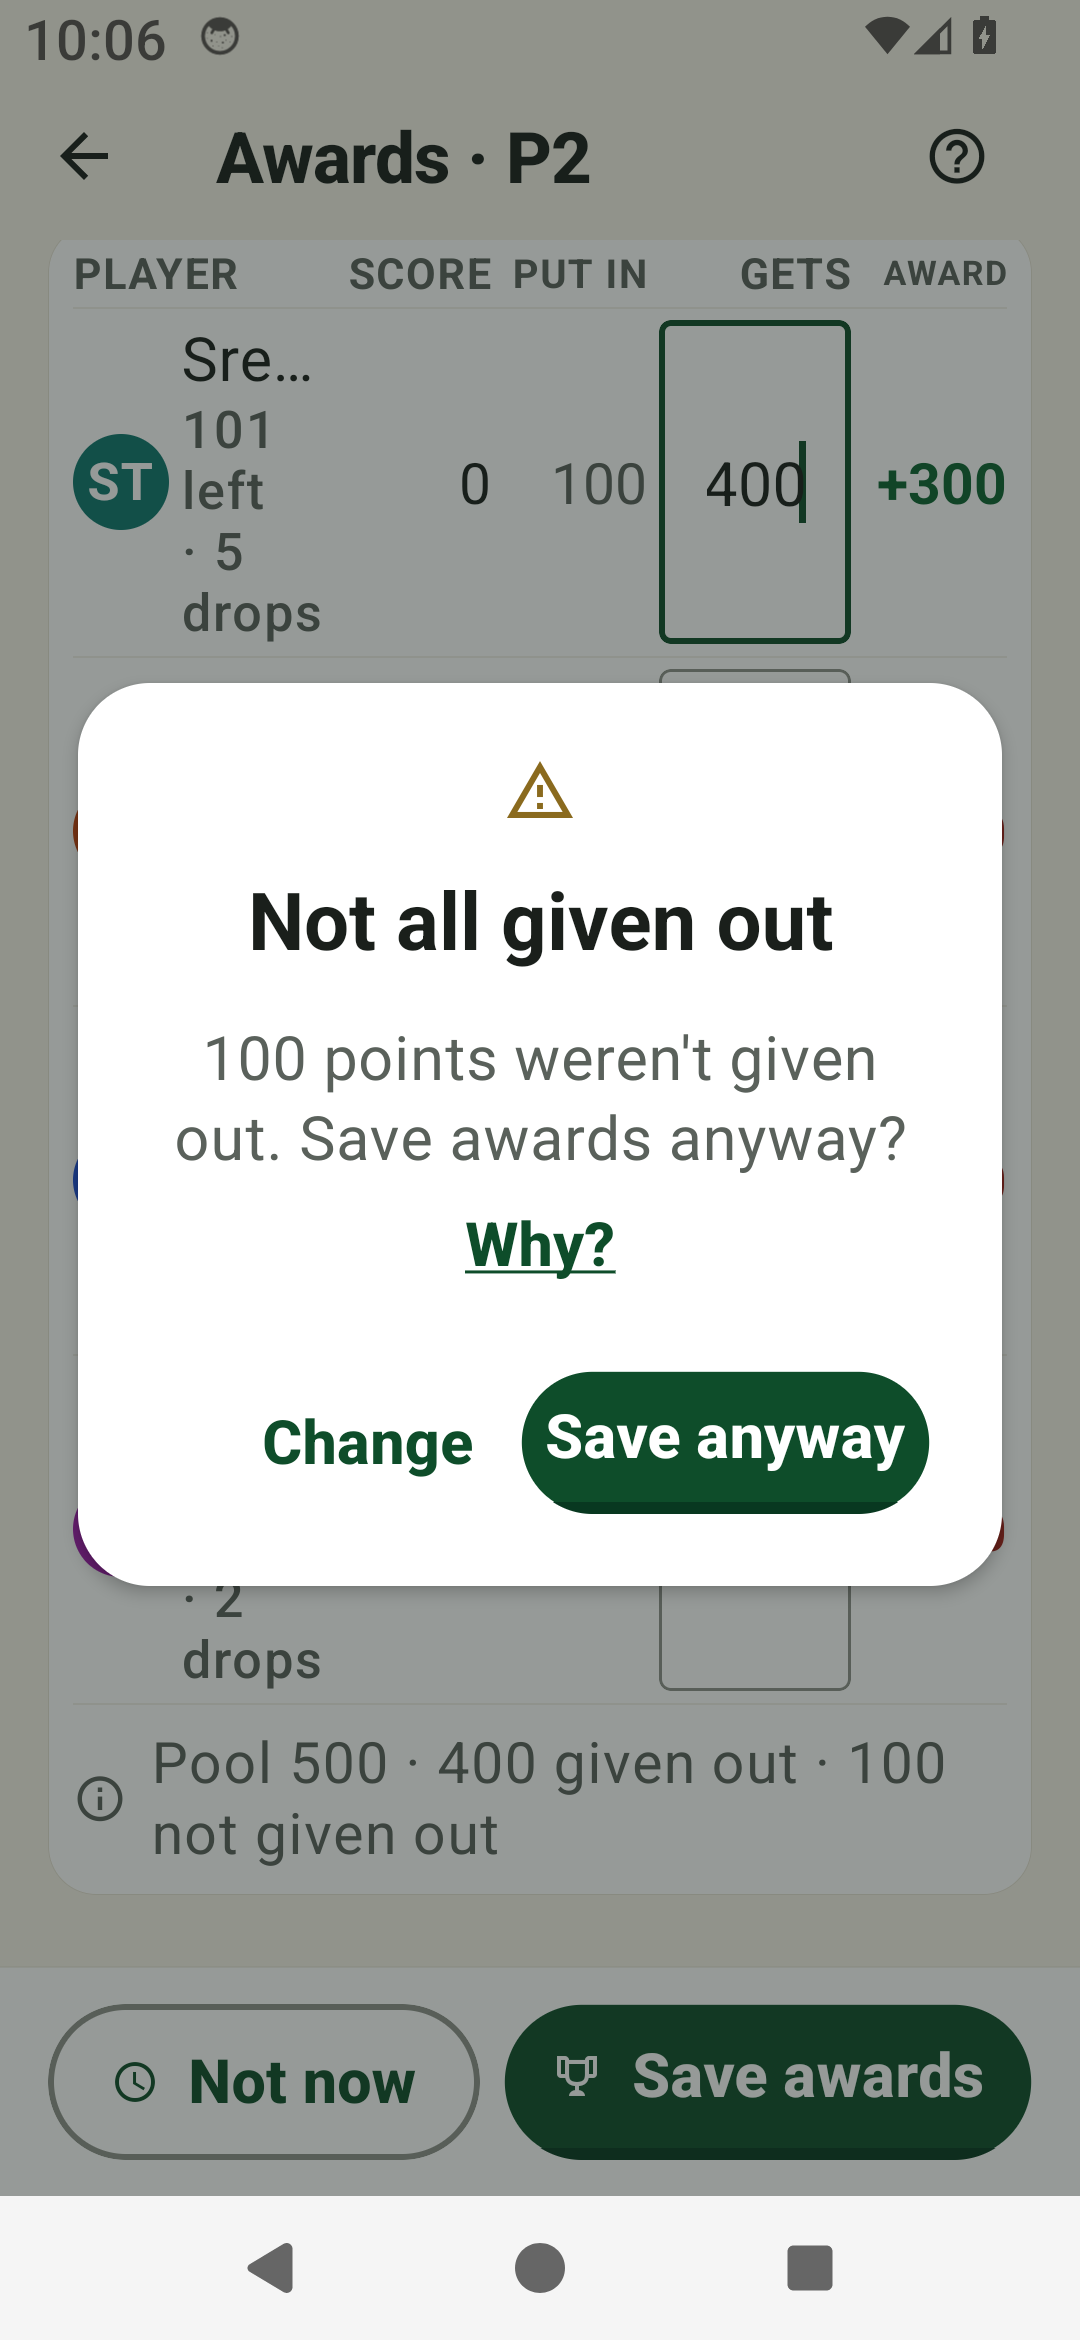 10:06
Awards · P2
PLAYER SCORE PUT IN GETS AWARD
Sre...
101
left
· 5
drops
ST 0 100 400 +300
Not all given out
100 points weren't given
out. Save awards anyway?
Why?
Change Save anyway
· 2
drops
Pool 500 · 400 given out · 100
not given out
Not now Save awards